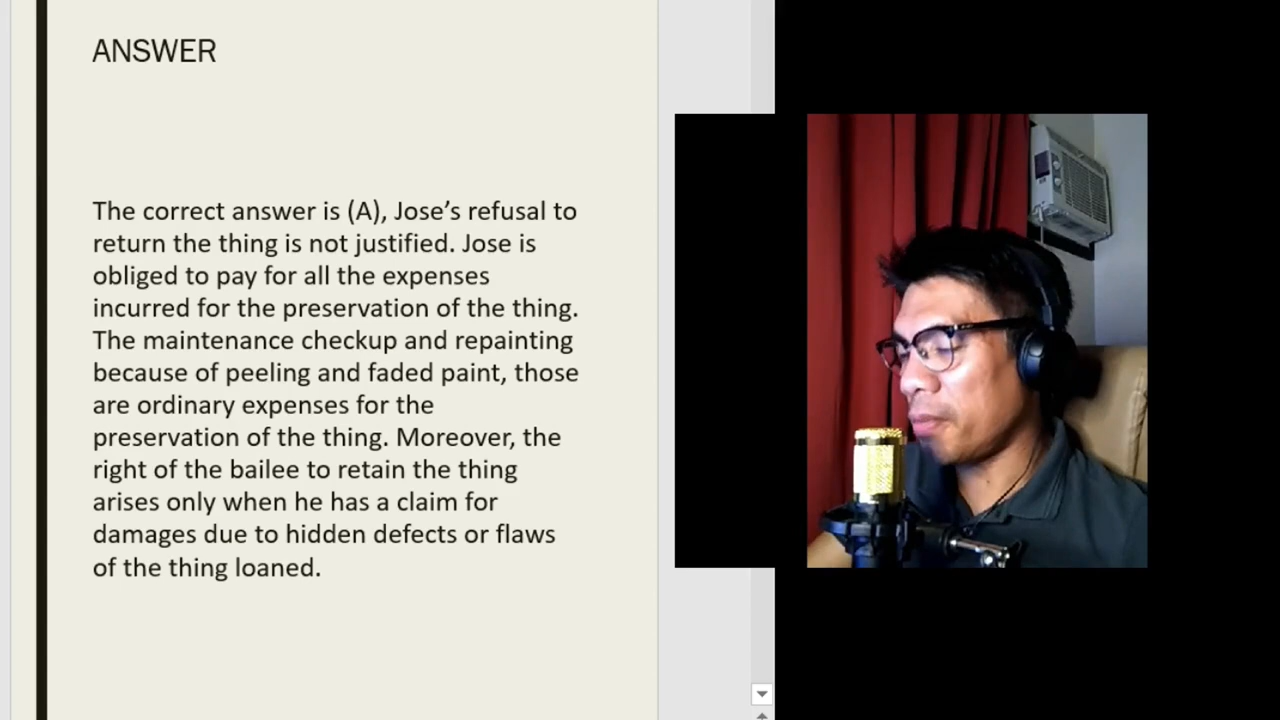 ANSWER
The correct answer is (A), Jose’s refusal to
return the thing is not justified. Jose is
obliged to pay for all the expenses
incurred for the preservation of the thing.
The maintenance checkup and repainting
because of peeling and faded paint, those
are ordinary expenses for the
preservation of the thing. Moreover, the
right of the bailee to retain the thing
arises only when he has a claim for
damages due to hidden defects or flaws
of the thing loaned.